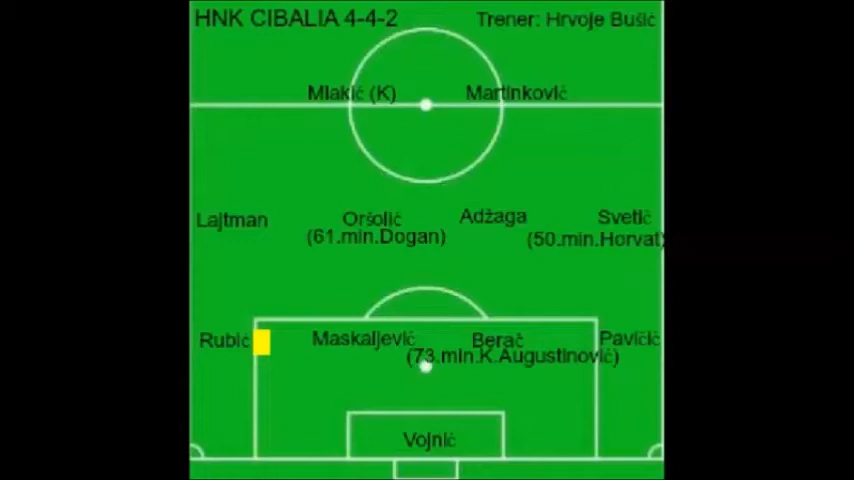 HNK CIBALIA 4-4-2
Trener: Hrvoje Bušić
Mlakić (K)
Martinković
Lajtman
Oršolić
(61.min.Dogan)
Adžaga
Svetić
(50.min.Horvat)
Rubić
Maskaljević
Berać
(73.min.K.Augustinović)
Pavičić
Vojnić